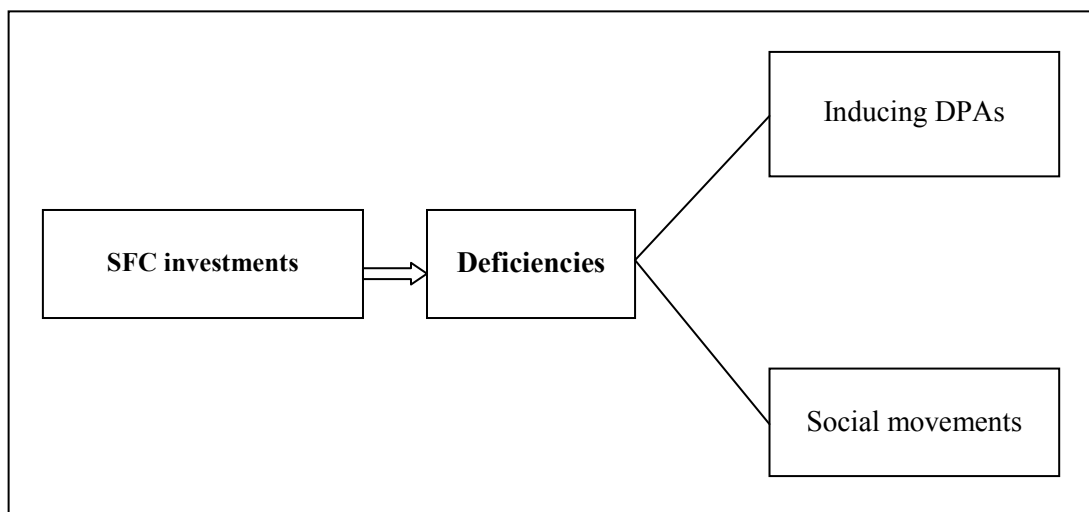 Inducing DPAs
SFC investments
Deficiencies
Social movements